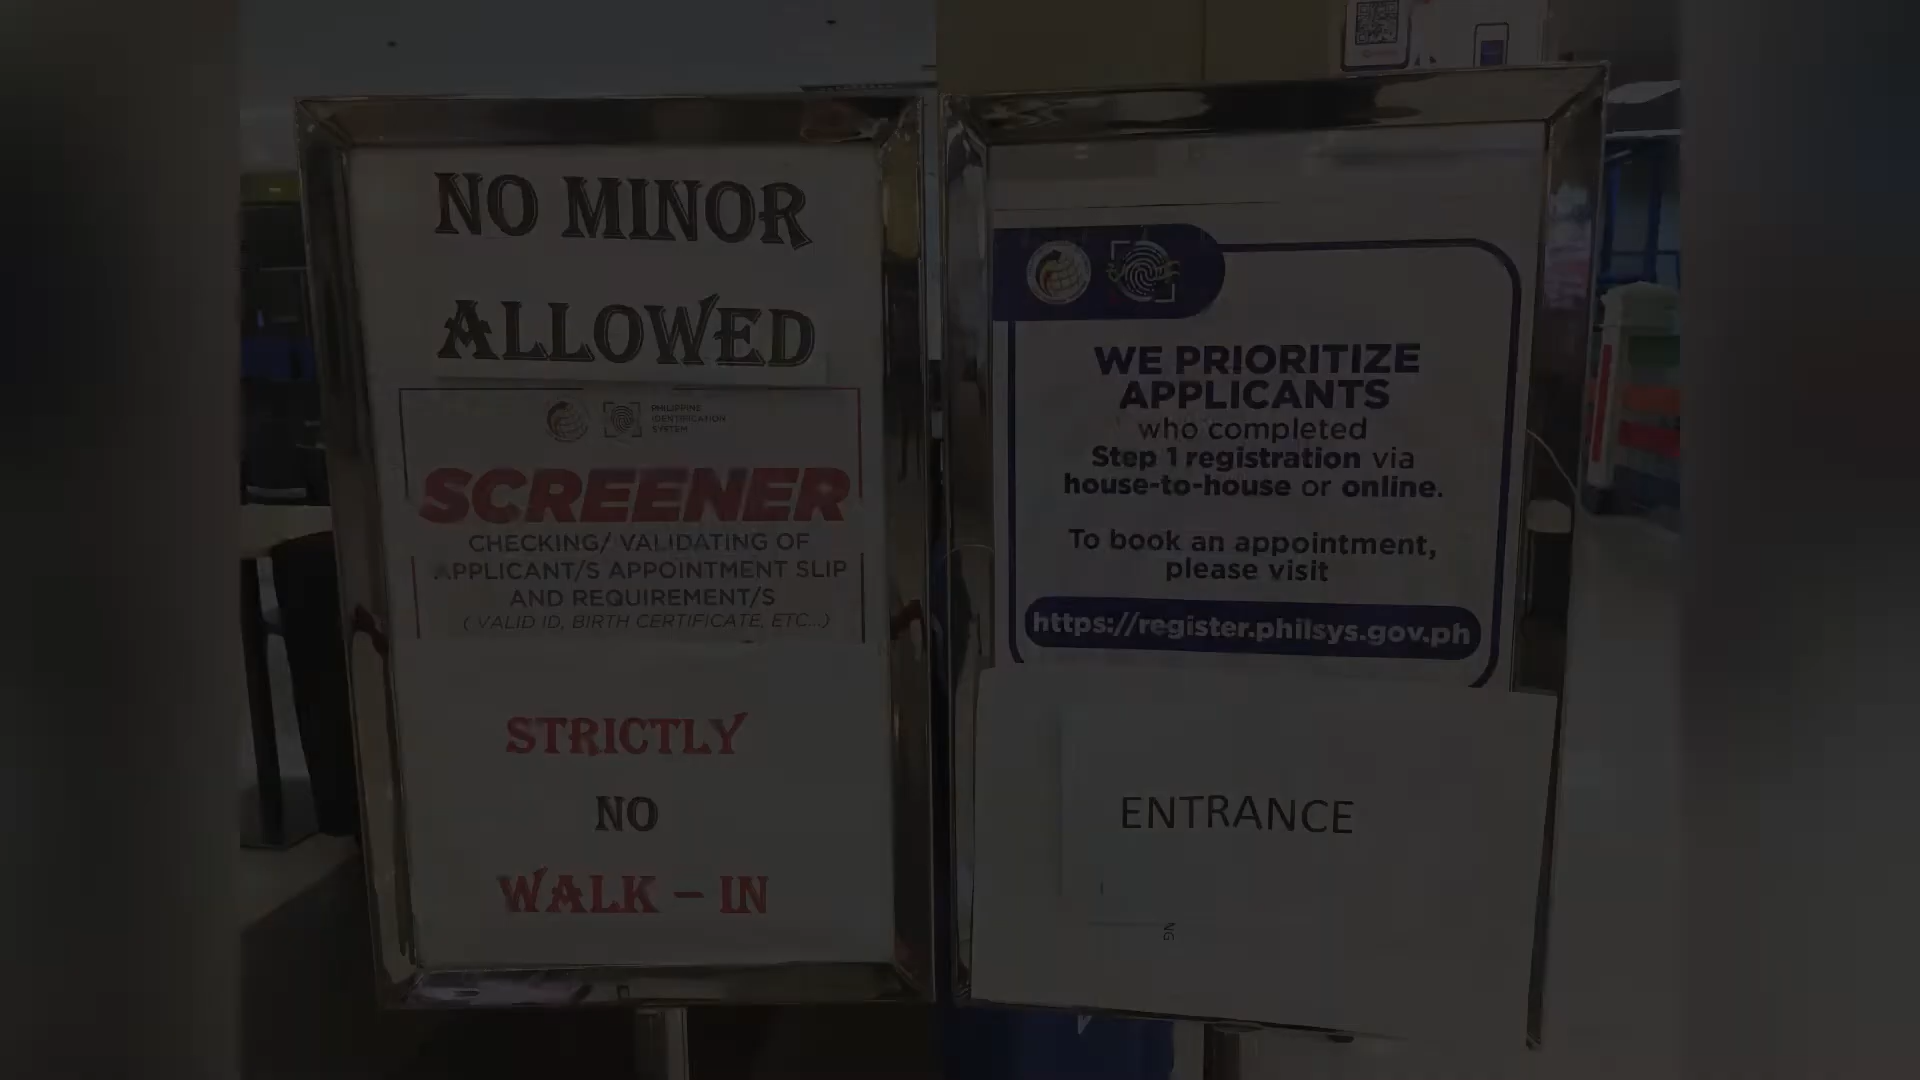 NO MINOR
ALLOWED
PHILIPPINE
IDENTIFICATION
SYSTEM
SCREENER
CHECKING/ VALIDATING OF
APPLICANT/S APPOINTMENT SLIP
AND REQUIREMENT/S
( VALID ID, BIRTH CERTIFICATE, ETC...)
STRICTLY
NO
WALK – IN
WE PRIORITIZE
APPLICANTS
who completed
Step 1 registration via
house-to-house or online.
To book an appointment,
please visit
https://register.philsys.gov.ph
ENTRANCE
NG